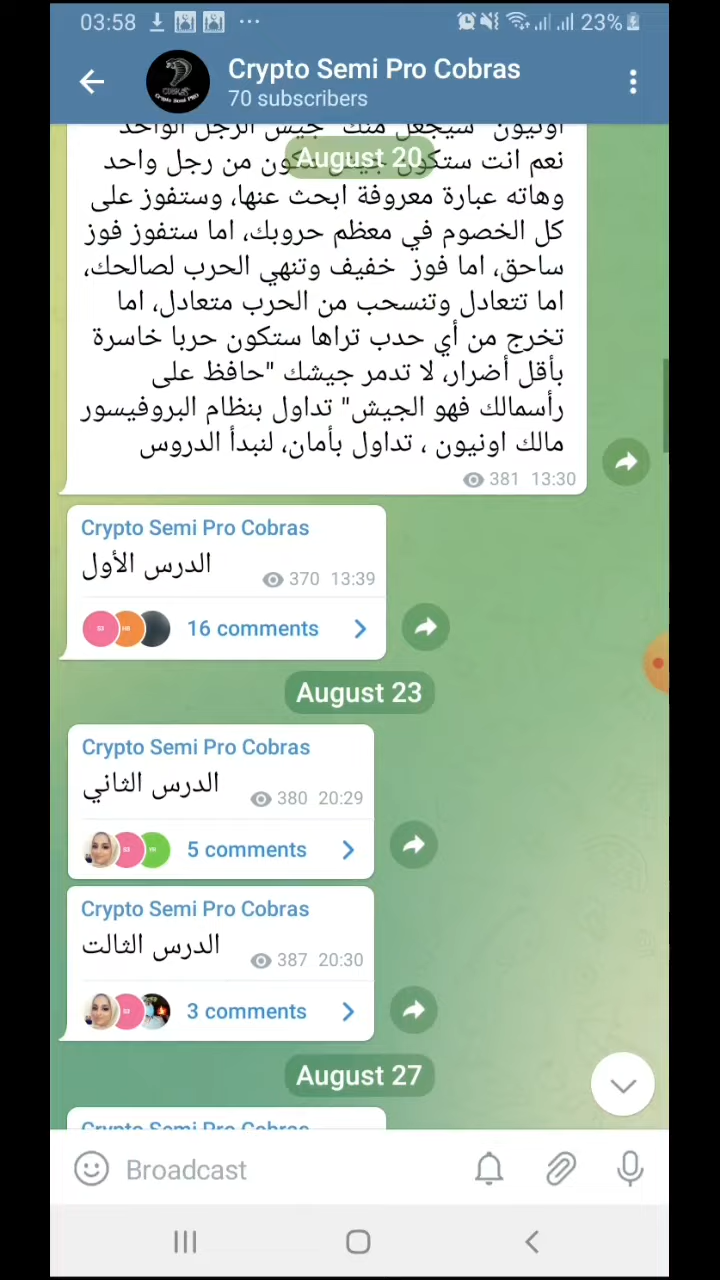 03:58
23%
Crypto Semi Pro Cobras
70 subscribers
اونيون "سيجعل منك "جيش الرجل الواحد
August 20
نعم انت ستكون جيش مكون من رجل واحد
وهاته عبارة معروفة ابحث عنها، وستفوز على
كل الخصوم في معظم حروبك، اما ستفوز فوز
ساحق، اما فوز خفيف وتنهي الحرب لصالحك،
اما تتعادل وتنسحب من الحرب متعادل، اما
تخرج من أي حدب تراها ستكون حربا خاسرة
بأقل أضرار، لا تدمر جيشك "حافظ على
رأسمالك فهو الجيش" تداول بنظام البروفيسور
مالك اونيون ، تداول بأمان، لنبدأ الدروس
381 13:30
Crypto Semi Pro Cobras
الدرس الأول
370 13:39
16 comments
August 23
Crypto Semi Pro Cobras
الدرس الثاني
380 20:29
5 comments
Crypto Semi Pro Cobras
الدرس الثالت
387 20:30
3 comments
August 27
Crypto Semi Pro Cobras
Broadcast